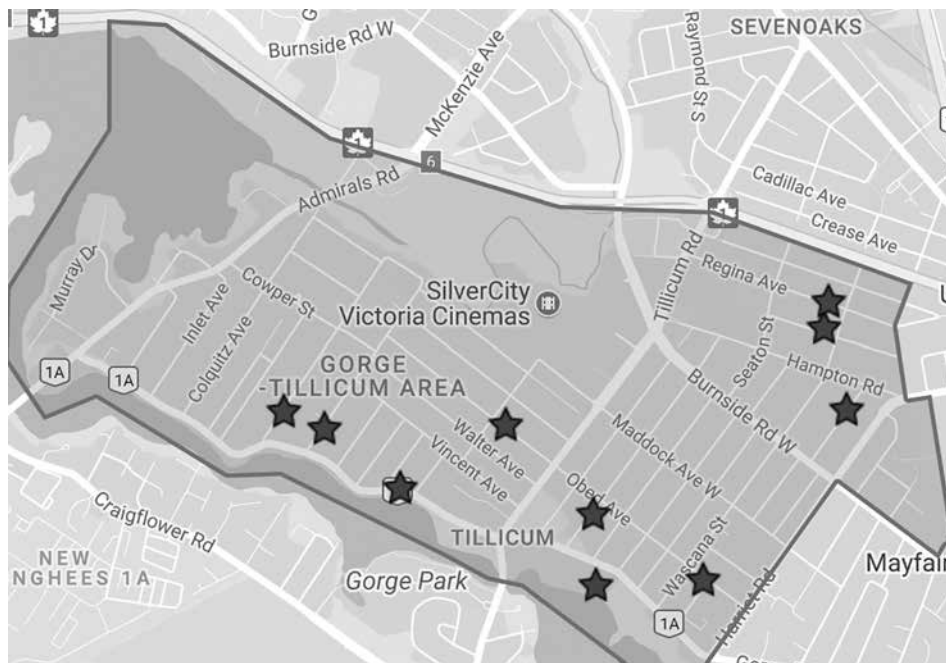 1
SEVENOAKS
Burnside Rd W
McKenzie Ave
Raymond St S
1
6
Admirals Rd
Cadillac Ave
1
Crease Ave
Murray Dr
Tillicum Rd
Regina Ave
Inlet Ave
Cowper St
SilverCity
Victoria Cinemas
Colquitz Ave
Seaton St
1A
1A
GORGE
-TILLICUM AREA
Hampton Rd
Burnside Rd W
Walter Ave
Maddock Ave W
Vincent Ave
Obed Ave
Craigflower Rd
TILLICUM
Wascana St
Mayfair
NEW
NGHEES 1A
Gorge Park
Harriet Rd
1A